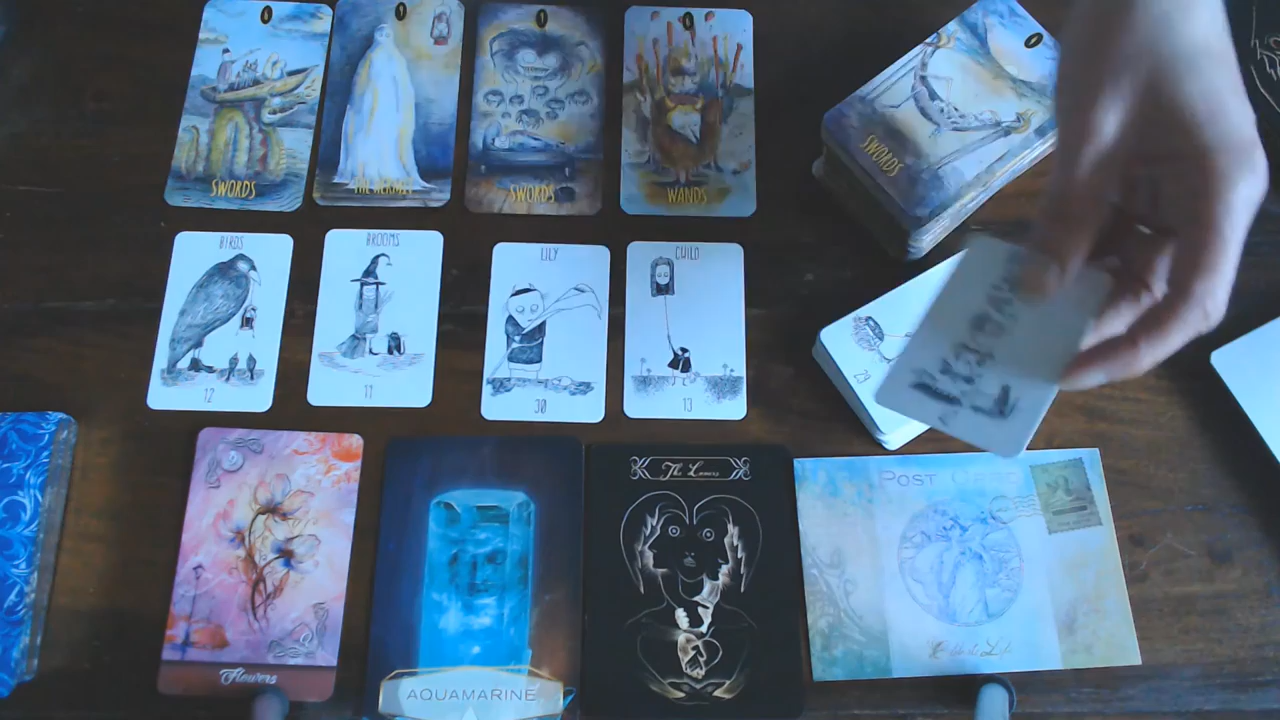 SWORDS
THE HERMIT
SWORDS
WANDS
SWORDS
BIRDS
12
BROOMS
11
LILY
30
CHILD
13
29
Flowers
AQUAMARINE
The Lovers
POST